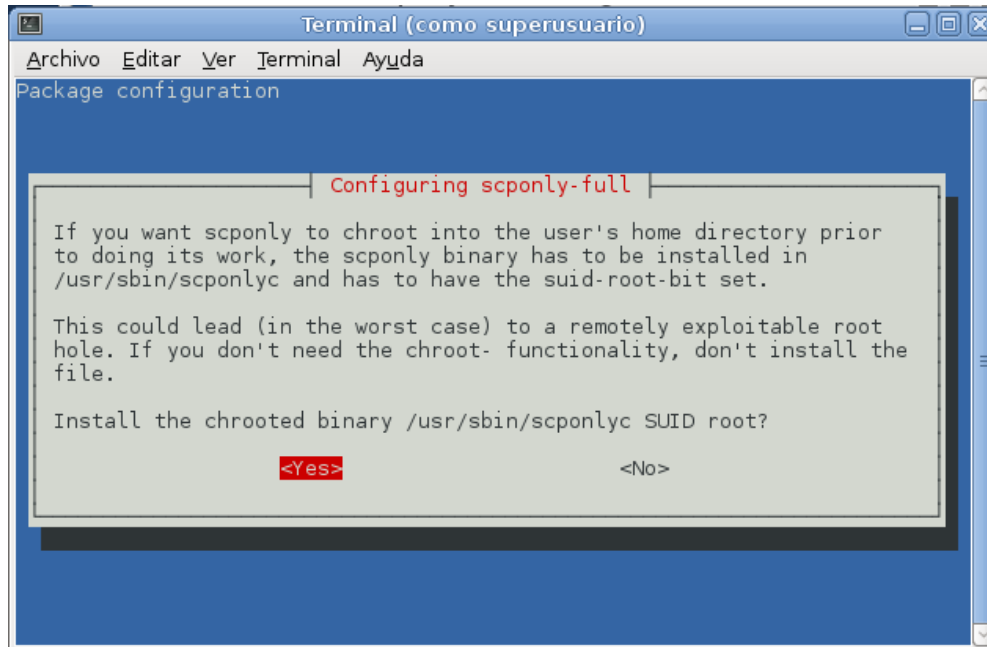 Terminal (como superusuario)
Archivo Editar Ver Terminal Ayuda
Package configuration
Configuring scponly-full
If you want scponly to chroot into the user's home directory prior
to doing its work, the scponly binary has to be installed in
/usr/sbin/scponlyc and has to have the suid-root-bit set.
This could lead (in the worst case) to a remotely exploitable root
hole. If you don't need the chroot- functionality, don't install the
file.
Install the chrooted binary /usr/sbin/scponlyc SUID root?
<Yes> <No>